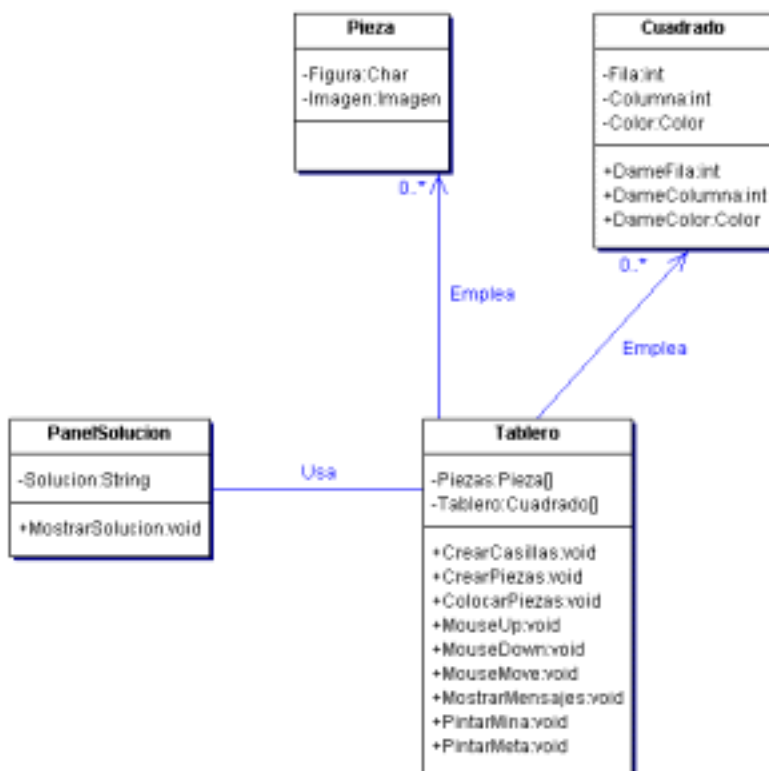 Pieza
-Figura:Char
-Imagen:Imagen
Cuadrado
-Fila:int
-Columna:int
-Color:Color
+DameFila:int
+DameColumna:int
+DameColor:Color
0..*
0..*
Emplea
Emplea
PanelSolucion
-Solucion:String
+MostrarSolucion:void
Usa
Tablero
-Piezas:Pieza[]
-Tablero:Cuadrado[]
+CrearCasillas:void
+CrearPiezas:void
+ColocarPiezas:void
+MouseUp:void
+MouseDown:void
+MouseMove:void
+MostrarMensajes:void
+PintarMina:void
+PintarMeta:void